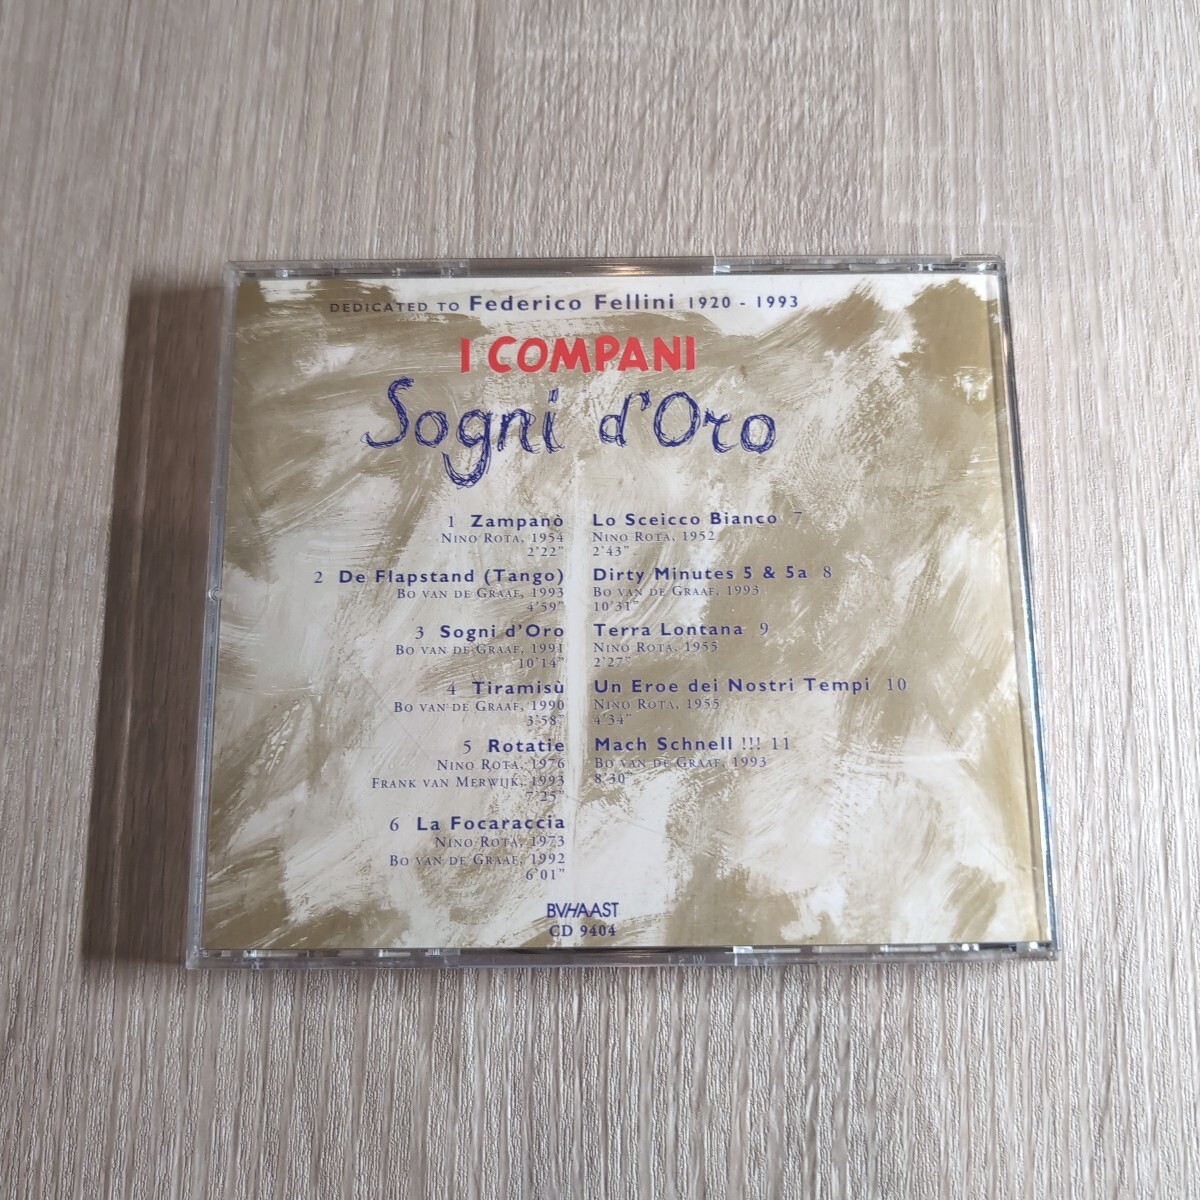 DEDICATED TO Federico Fellini 1920 - 1993
I COMPANI
Sogni d'Oro
1 Zampanò
NINO ROTA, 1954
2'22"
2 De Flapstand (Tango)
BO VAN DE GRAAF, 1993
4'59"
3 Sogni d'Oro
BO VAN DE GRAAF, 1991
10'14"
4 Tiramisù
BO VAN DE GRAAF, 1990
3'58"
5 Rotatie
NINO ROTA, 1976
FRANK VAN MERWIJK, 1993
7'25"
6 La Focaraccia
NINO ROTA, 1973
BO VAN DE GRAAF, 1992
6'01"
Lo Sceicco Bianco 7
NINO ROTA, 1952
2'43"
Dirty Minutes 5 & 5a 8
BO VAN DE GRAAF, 1993
10'31"
Terra Lontana 9
NINO ROTA, 1955
2'27"
Un Eroe dei Nostri Tempi 10
NINO ROTA, 1955
4'34"
Mach Schnell !!! 11
BO VAN DE GRAAF, 1993
8'30"
BVHAAST
CD 9404